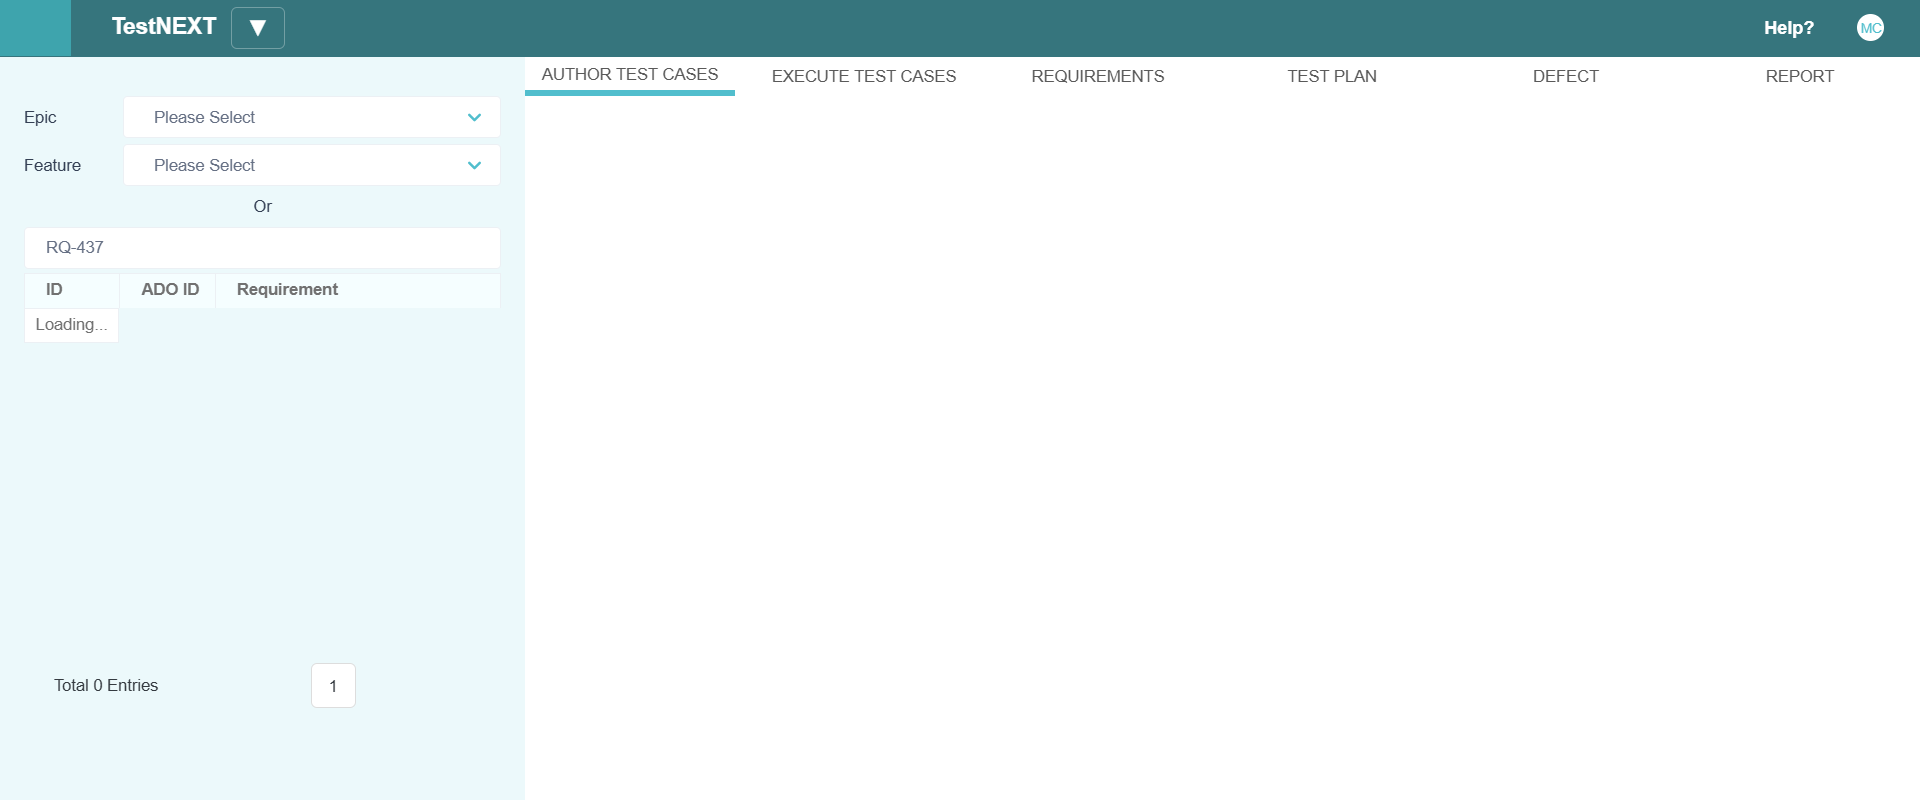 TestNEXT ▼ Help? MC
AUTHOR TEST CASES EXECUTE TEST CASES REQUIREMENTS TEST PLAN DEFECT REPORT
Epic Please Select
Feature Please Select
Or
RQ-437
ID ADO ID Requirement
Loading...
Total 0 Entries 1